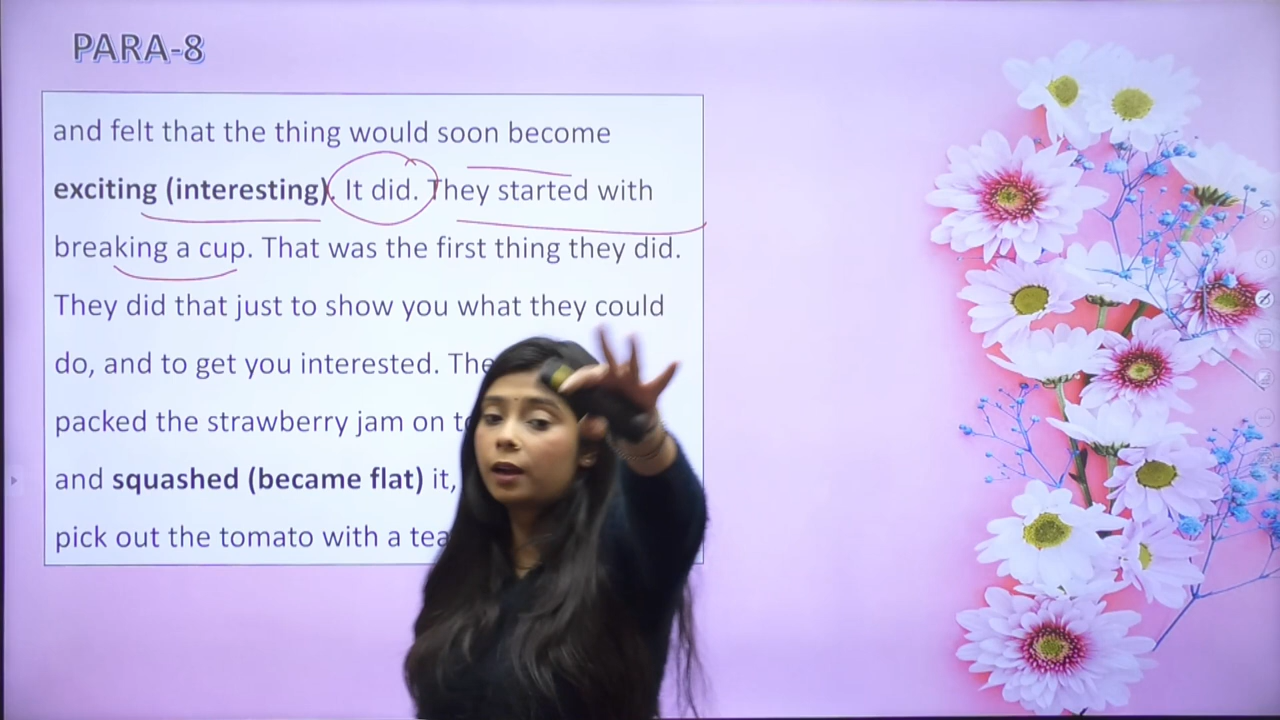 PARA-8
and felt that the thing would soon become
exciting (interesting). It did. They started with
breaking a cup. That was the first thing they did.
They did that just to show you what they could
do, and to get you interested.
packed the strawberry jam on
and squashed (became flat) it,
pick out the tomato with a